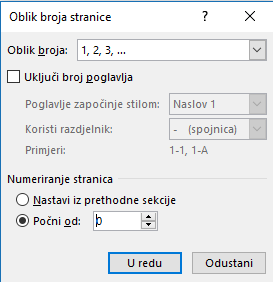 Oblik broja stranice
Oblik broja: 1, 2, 3, ...
Uključi broj poglavlja
Poglavlje započinje stilom: Naslov 1
Koristi razdjelnik: - (spojnica)
Primjeri: 1-1, 1-A
Numeriranje stranica
Nastavi iz prethodne sekcije
Počni od: 0
U redu Odustani